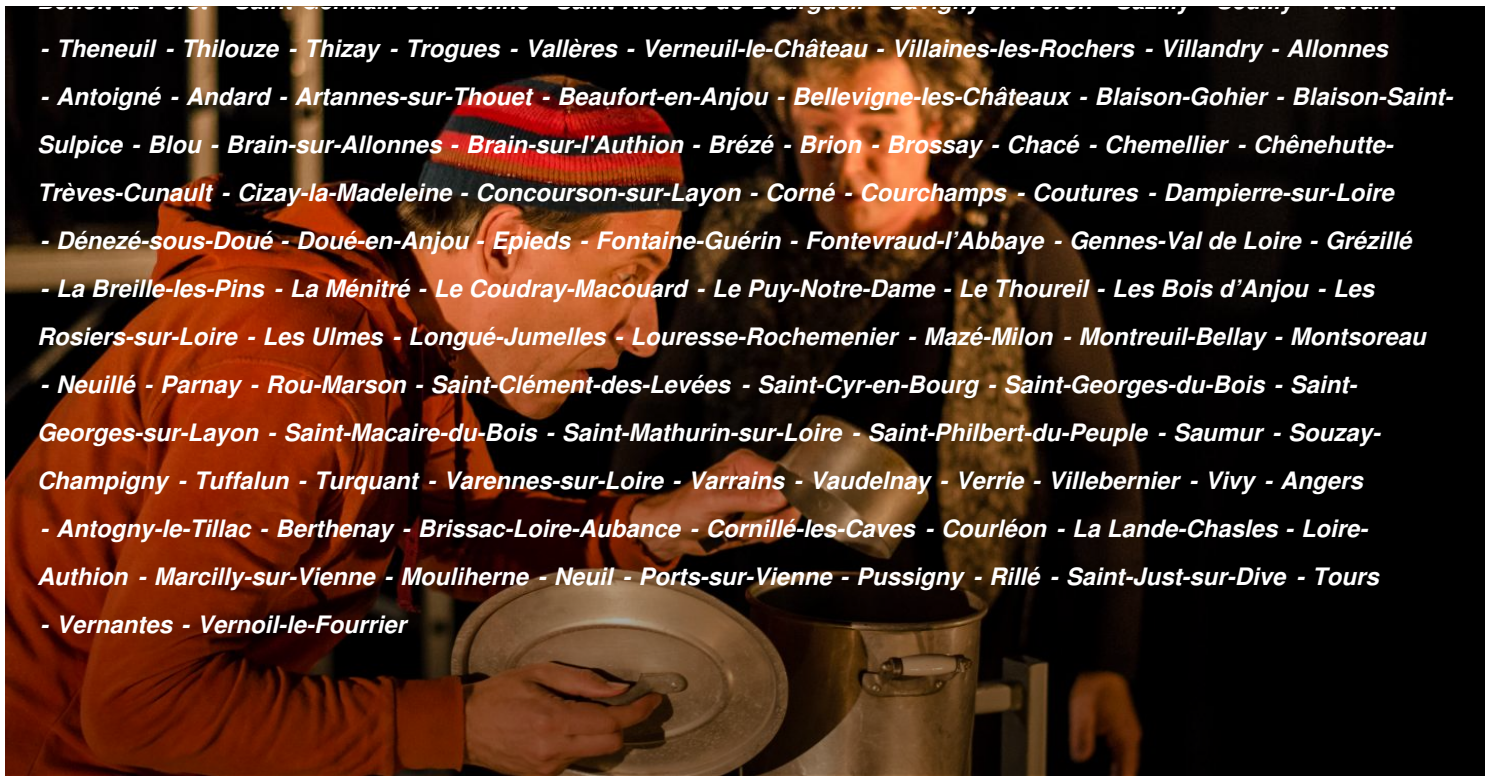 - Theneuil - Thilouze - Thizay - Trogues - Vallères - Verneuil-le-Château - Villaines-les-Rochers - Villandry - Allonnes
- Antoigné - Andard - Artannes-sur-Thouet - Beaufort-en-Anjou - Bellevigne-les-Châteaux - Blaison-Gohier - Blaison-Saint-
Sulpice - Blou - Brain-sur-Allonnes - Brain-sur-l'Authion - Brézé - Brion - Brossay - Chacé - Chemellier - Chênehutte-
Trèves-Cunault - Cizay-la-Madeleine - Concourson-sur-Layon - Corné - Courchamps - Coutures - Dampierre-sur-Loire
- Dénezé-sous-Doué - Doué-en-Anjou - Epieds - Fontaine-Guérin - Fontevraud-l’Abbaye - Gennes-Val de Loire - Grézillé
- La Breille-les-Pins - La Ménitré - Le Coudray-Macouard - Le Puy-Notre-Dame - Le Thoureil - Les Bois d’Anjou - Les
Rosiers-sur-Loire - Les Ulmes - Longué-Jumelles - Louresse-Rochemenier - Mazé-Milon - Montreuil-Bellay - Montsoreau
- Neuillé - Parnay - Rou-Marson - Saint-Clément-des-Levées - Saint-Cyr-en-Bourg - Saint-Georges-du-Bois - Saint-
Georges-sur-Layon - Saint-Macaire-du-Bois - Saint-Mathurin-sur-Loire - Saint-Philbert-du-Peuple - Saumur - Souzay-
Champigny - Tuffalun - Turquant - Varennes-sur-Loire - Varrains - Vaudelnay - Verrie - Villebernier - Vivy - Angers
- Antogny-le-Tillac - Berthenay - Brissac-Loire-Aubance - Cornillé-les-Caves - Courléon - La Lande-Chasles - Loire-
Authion - Marcilly-sur-Vienne - Mouliherne - Neuil - Ports-sur-Vienne - Pussigny - Rillé - Saint-Just-sur-Dive - Tours
- Vernantes - Vernoil-le-Fourrier